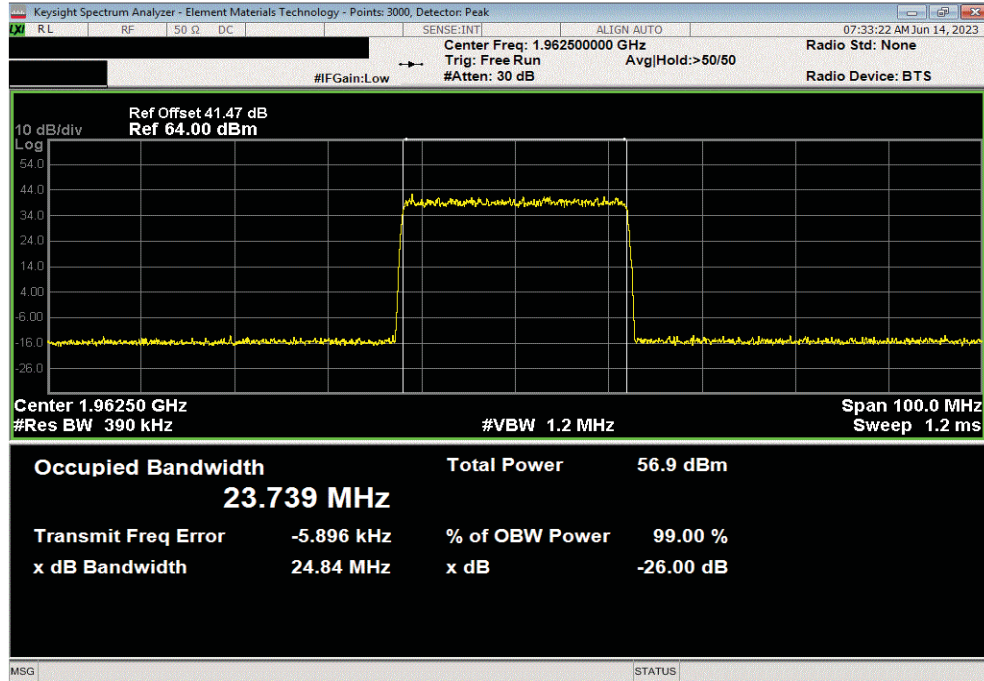 Keysight Spectrum Analyzer - Element Materials Technology - Points: 3000, Detector: Peak
LXI RL RF 50 Ω DC SENSE:INT ALIGN AUTO 07:33:22 AM Jun 14, 2023
Center Freq: 1.962500000 GHz Radio Std: None
Trig: Free Run Avg|Hold:>50/50
#IFGain:Low #Atten: 30 dB Radio Device: BTS
Ref Offset 41.47 dB
10 dB/div Ref 64.00 dBm
Log
54.0
44.0
34.0
24.0
14.0
4.00
-6.00
-16.0
-26.0
Center 1.96250 GHz Span 100.0 MHz
#Res BW 390 kHz #VBW 1.2 MHz Sweep 1.2 ms
Occupied Bandwidth Total Power 56.9 dBm
23.739 MHz
Transmit Freq Error -5.896 kHz % of OBW Power 99.00 %
x dB Bandwidth 24.84 MHz x dB -26.00 dB
MSG STATUS